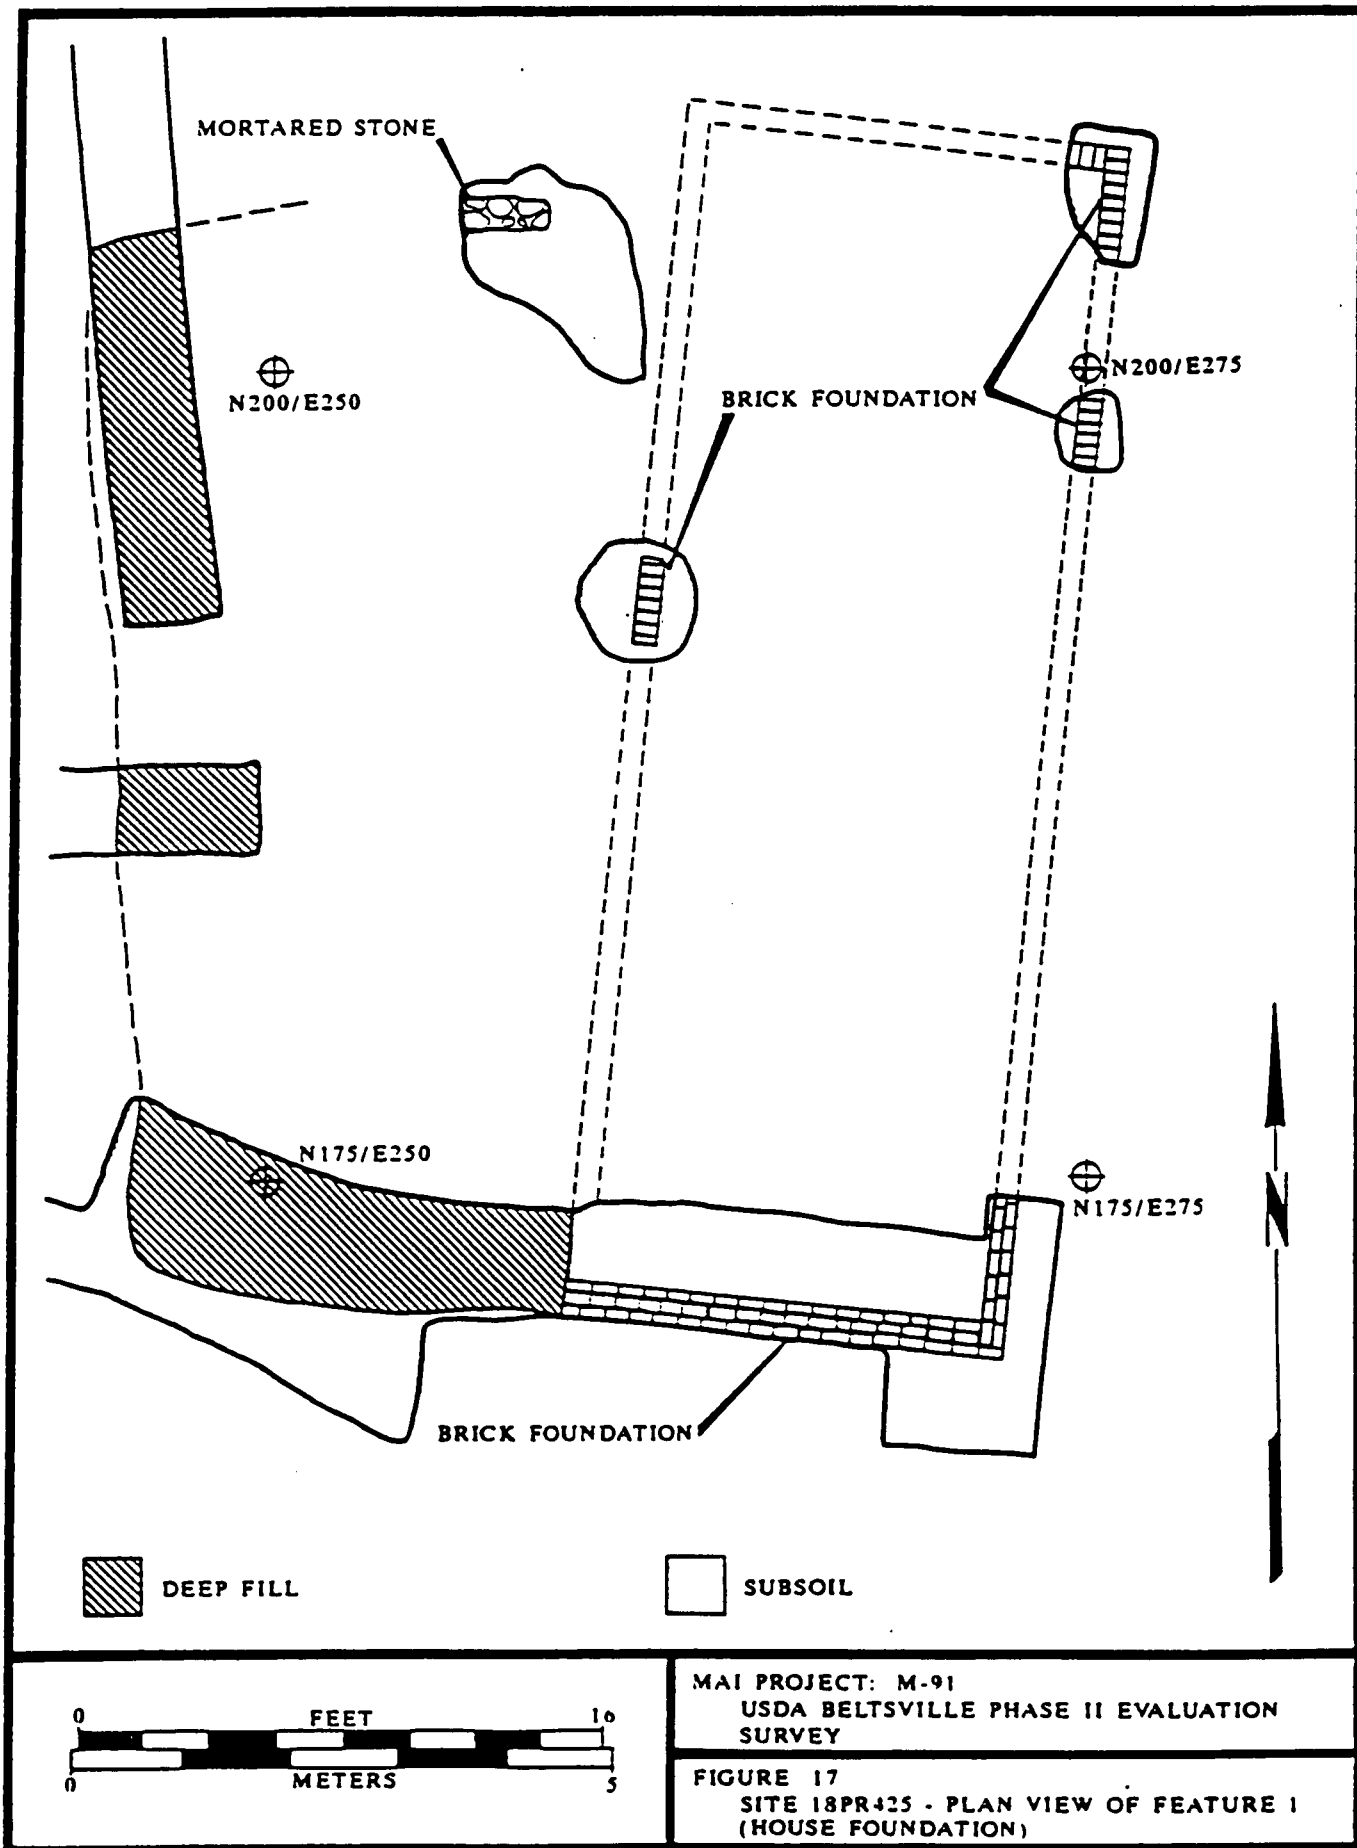 MORTARED STONE
N200/E250
N200/E275
BRICK FOUNDATION
N175/E250
N175/E275
N
BRICK FOUNDATION
DEEP FILL
SUBSOIL
0 FEET 16
0 METERS 5
MAI PROJECT: M-91
USDA BELTSVILLE PHASE II EVALUATION
SURVEY
FIGURE 17
SITE 18PR425 - PLAN VIEW OF FEATURE 1
(HOUSE FOUNDATION)